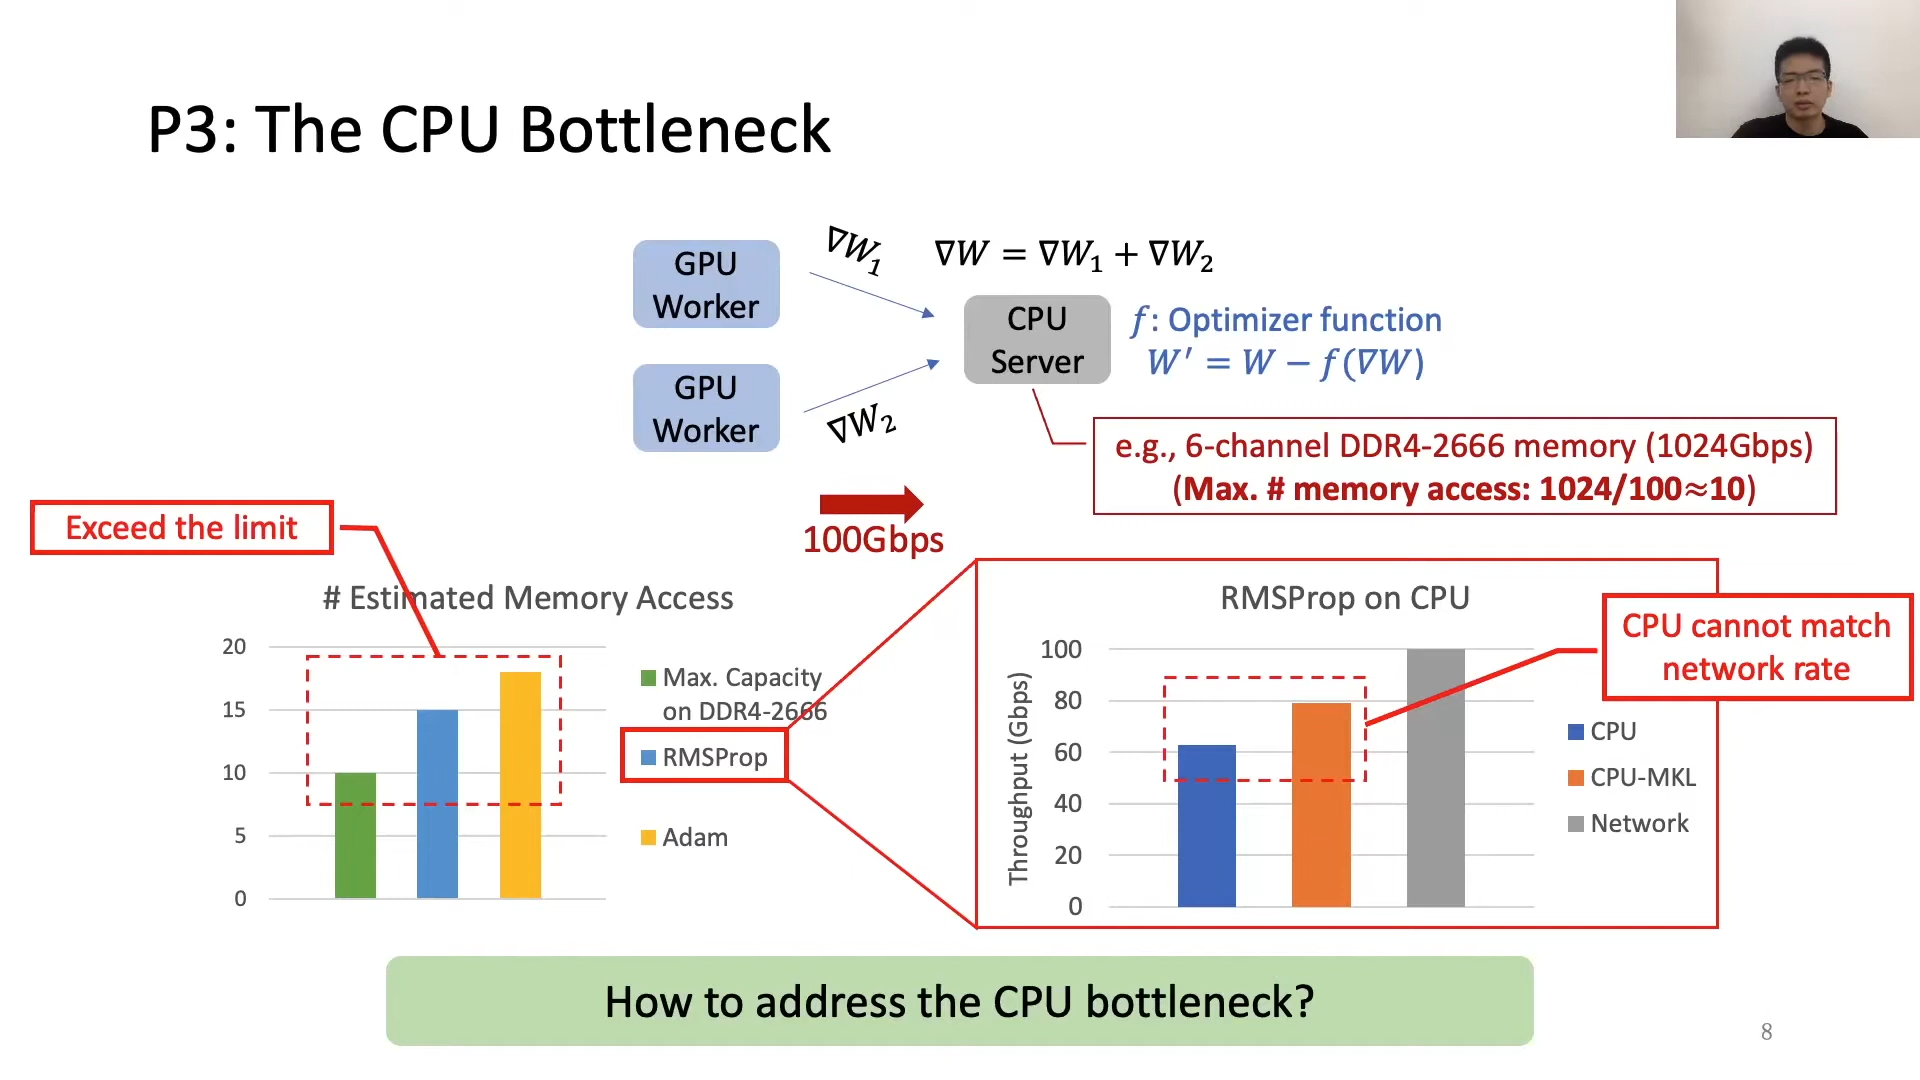 P3: The CPU Bottleneck
GPU
Worker
∇W₁
∇W = ∇W₁ + ∇W₂
CPU
Server
f: Optimizer function
W′ = W − f(∇W)
GPU
Worker
∇W₂
e.g., 6-channel DDR4-2666 memory (1024Gbps)
(Max. # memory access: 1024/100≈10)
100Gbps
Exceed the limit
# Estimated Memory Access
20
15
10
5
0
Max. Capacity
on DDR4-2666
RMSProp
Adam
RMSProp on CPU
CPU cannot match
network rate
Throughput (Gbps)
100
80
60
40
20
0
CPU
CPU-MKL
Network
How to address the CPU bottleneck?
8